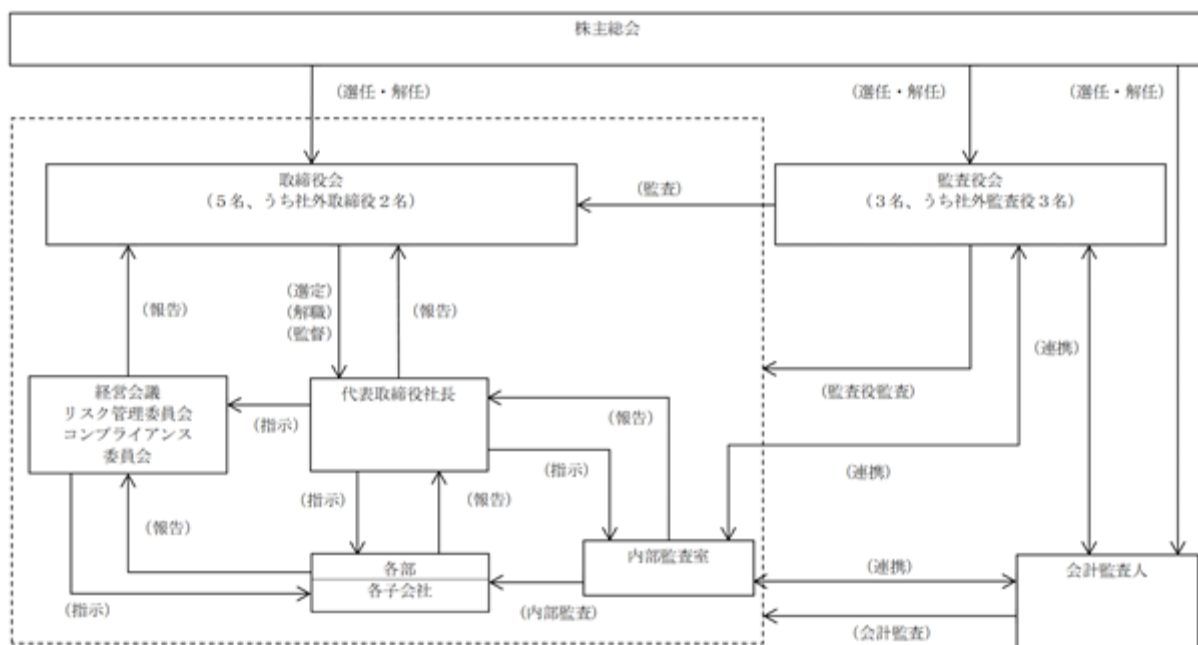 株主総会
(選任・解任)
(選任・解任)
(選任・解任)
取締役会
(5名、うち社外取締役2名)
(監査)
監査役会
(3名、うち社外監査役3名)
(報告)
(選定)
(解職)
(監督)
(報告)
(連携)
経営会議
リスク管理委員会
コンプライアンス
委員会
代表取締役社長
(監査役監査)
(指示)
(報告)
(指示)
(連携)
(指示)
(報告)
(報告)
内部監査室
各部
各子会社
(連携)
会計監査人
(指示)
(内部監査)
(会計監査)